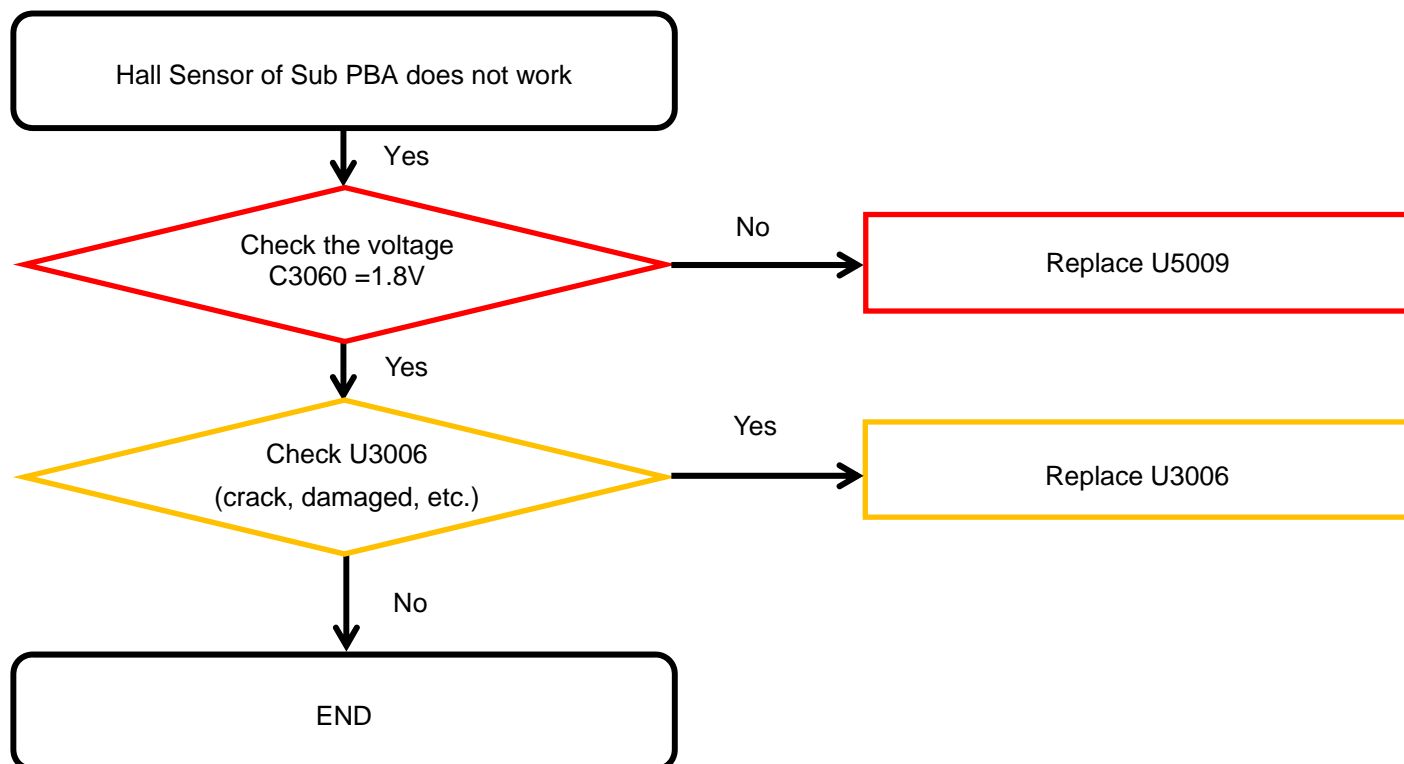 Hall Sensor of Sub PBA does not work
Yes
Check the voltage
C3060 =1.8V
No
Replace U5009
Yes
Check U3006
(crack, damaged, etc.)
Yes
Replace U3006
No
END